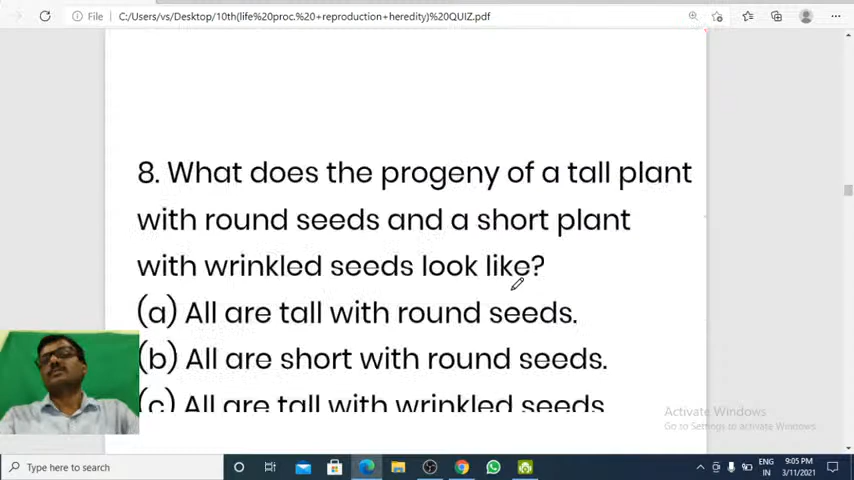 File
C:/Users/vs/Desktop/10th(life%20proc.%20+reproduction+heredity)%20QUIZ.pdf
8. What does the progeny of a tall plant
with round seeds and a short plant
with wrinkled seeds look like?
(a) All are tall with round seeds.
(b) All are short with round seeds.
(c) All are tall with wrinkled seeds
Activate Windows
Go to Settings to activate Windows.
Type here to search
ENG
IN
9:05 PM
3/11/2021